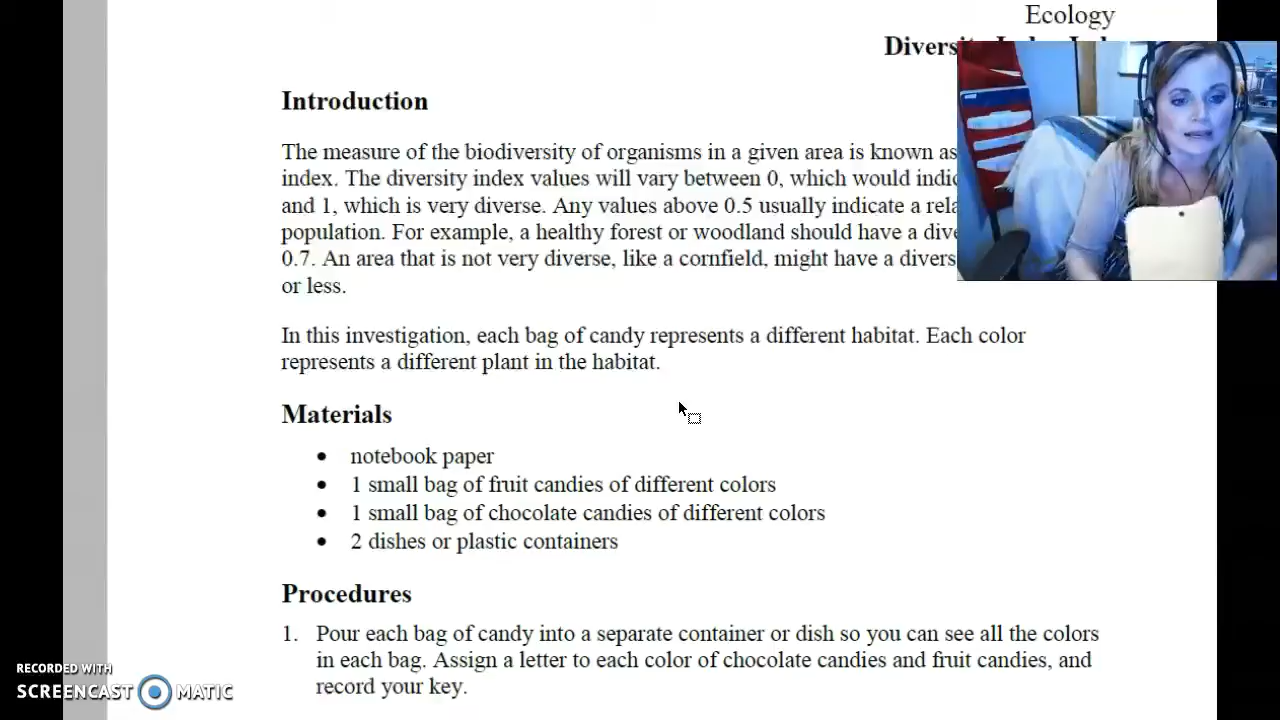 Ecology
Diversity
Introduction
The measure of the biodiversity of organisms in a given area is known as
index. The diversity index values will vary between 0, which would
and 1, which is very diverse. Any values above 0.5 usually indicate a
population. For example, a healthy forest or woodland should have a
0.7. An area that is not very diverse, like a cornfield, might have a
or less.
In this investigation, each bag of candy represents a different habitat. Each color
represents a different plant in the habitat.
Materials
• notebook paper
• 1 small bag of fruit candies of different colors
• 1 small bag of chocolate candies of different colors
• 2 dishes or plastic containers
Procedures
1. Pour each bag of candy into a separate container or dish so you can see all the colors
in each bag. Assign a letter to each color of chocolate candies and fruit candies, and
record your key.
RECORDED WITH
SCREENCAST MATIC